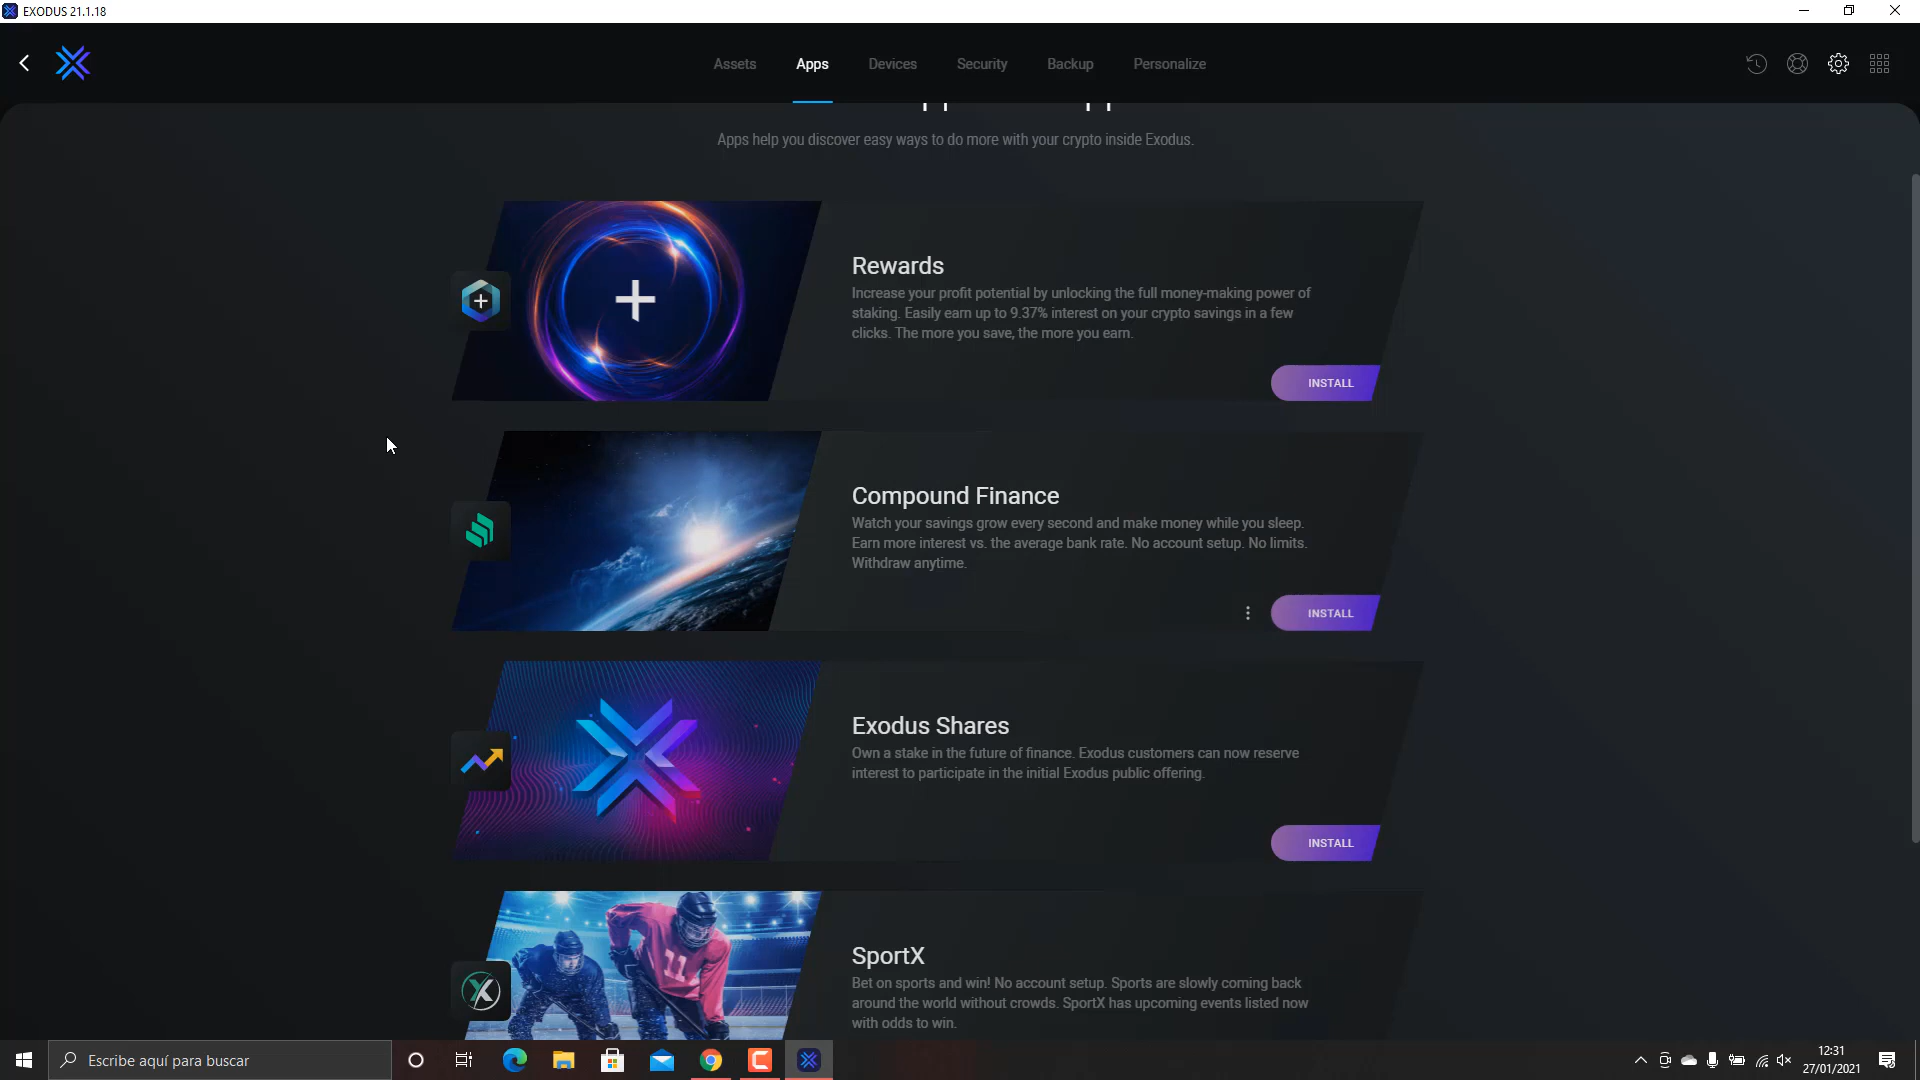 EXODUS 21.1.18
Assets
Apps
Devices
Security
Backup
Personalize
Apps help you discover easy ways to do more with your crypto inside Exodus.
Rewards
Increase your profit potential by unlocking the full money-making power of
staking. Easily earn up to 9.37% interest on your crypto savings in a few
clicks. The more you save, the more you earn.
INSTALL
Compound Finance
Watch your savings grow every second and make money while you sleep.
Earn more interest vs. the average bank rate. No account setup. No limits.
Withdraw anytime.
INSTALL
Exodus Shares
Own a stake in the future of finance. Exodus customers can now reserve
interest to participate in the initial Exodus public offering.
INSTALL
11
SportX
Bet on sports and win! No account setup. Sports are slowly coming back
around the world without crowds. SportX has upcoming events listed now
with odds to win.
Escribe aquí para buscar
12:31
27/01/2021